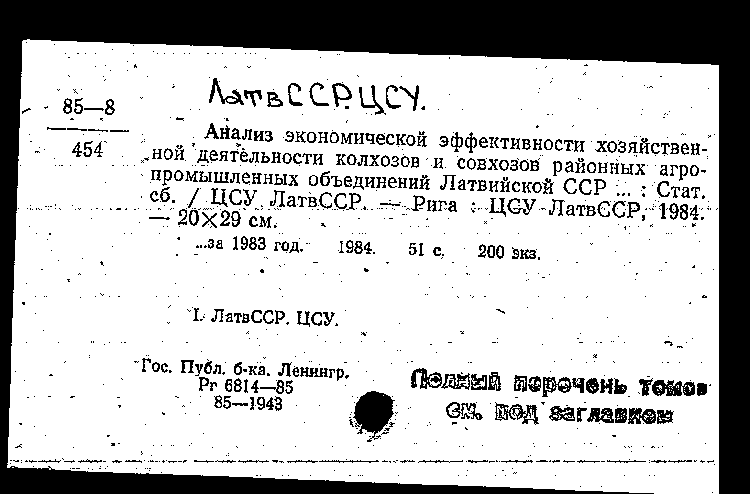 ЛатвССР. ЦСУ.
85—8
454
Анализ экономической эффективности хозяйствен-
ной деятельности колхозов и совхозов районных агро-
промышленных объединений Латвийской ССР ... : Стат.
сб. / ЦСУ ЛатвССР. — Рига : ЦСУ ЛатвССР, 1984.
— 20×29 см.
...за 1983 год. 1984. 51 с. 200 экз.
I. ЛатвССР. ЦСУ.
Гос. Публ. б-ка. Ленингр.
Рг 6814—85
85—1943
Полный перечень томов
см. под заглавием